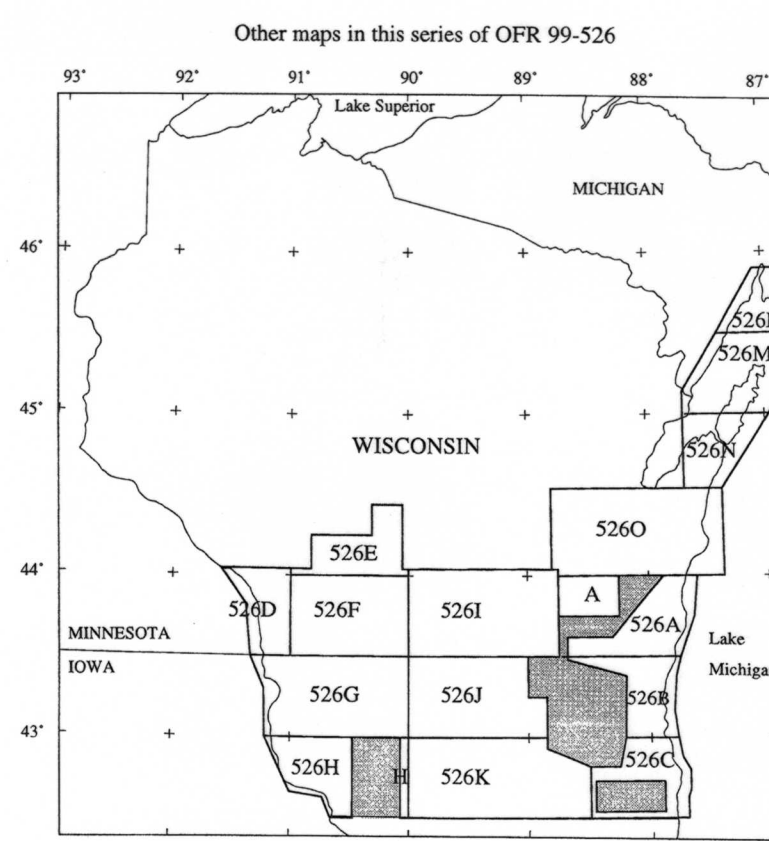 Other maps in this series of OFR 99-526
93° 92° 91° 90° 89° 88° 87°
Lake Superior
MICHIGAN
46°
526M
45°
WISCONSIN
526N
526O
526E
44°
A
526D 526F 526I 526A
MINNESOTA
Lake
IOWA
526G 526J 526B
43°
526C
526H H 526K